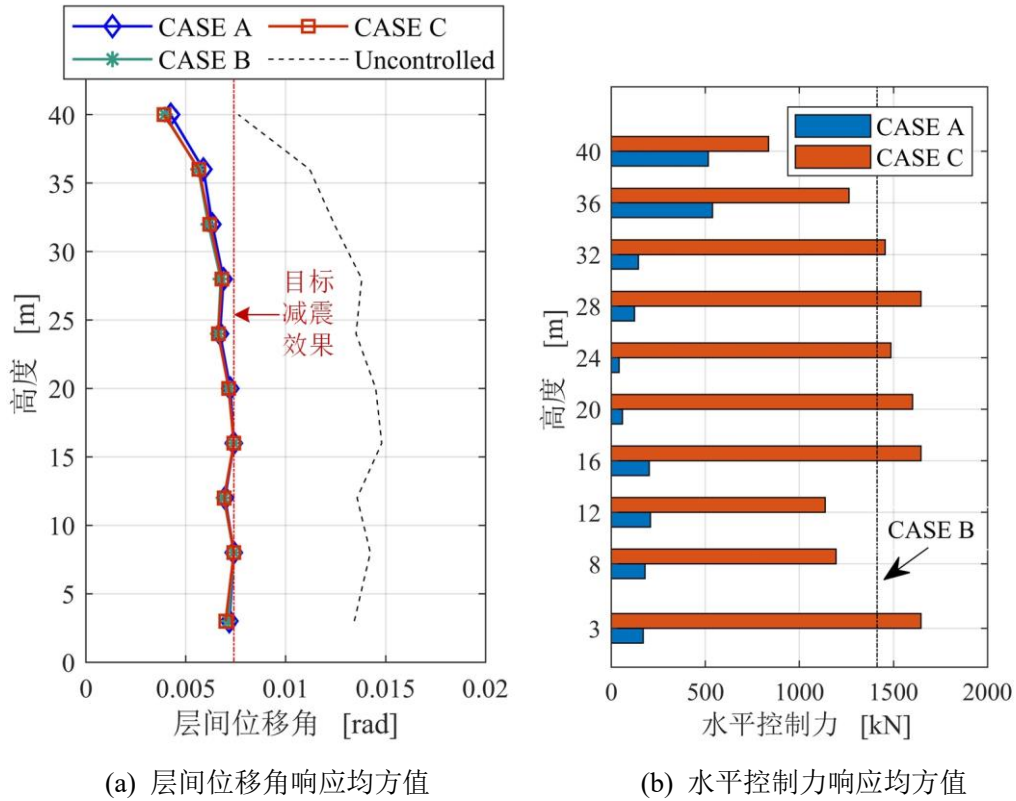 CASE A
CASE C
CASE B
Uncontrolled
40
35
30
25
20
15
10
5
0
高度 [m]
目标
减震
效果
0
0.005
0.01
0.015
0.02
层间位移角 [rad]
(a) 层间位移角响应均方值
CASE A
CASE C
40
36
32
28
24
20
16
12
8
3
高度 [m]
CASE B
0
500
1000
1500
2000
水平控制力 [kN]
(b) 水平控制力响应均方值